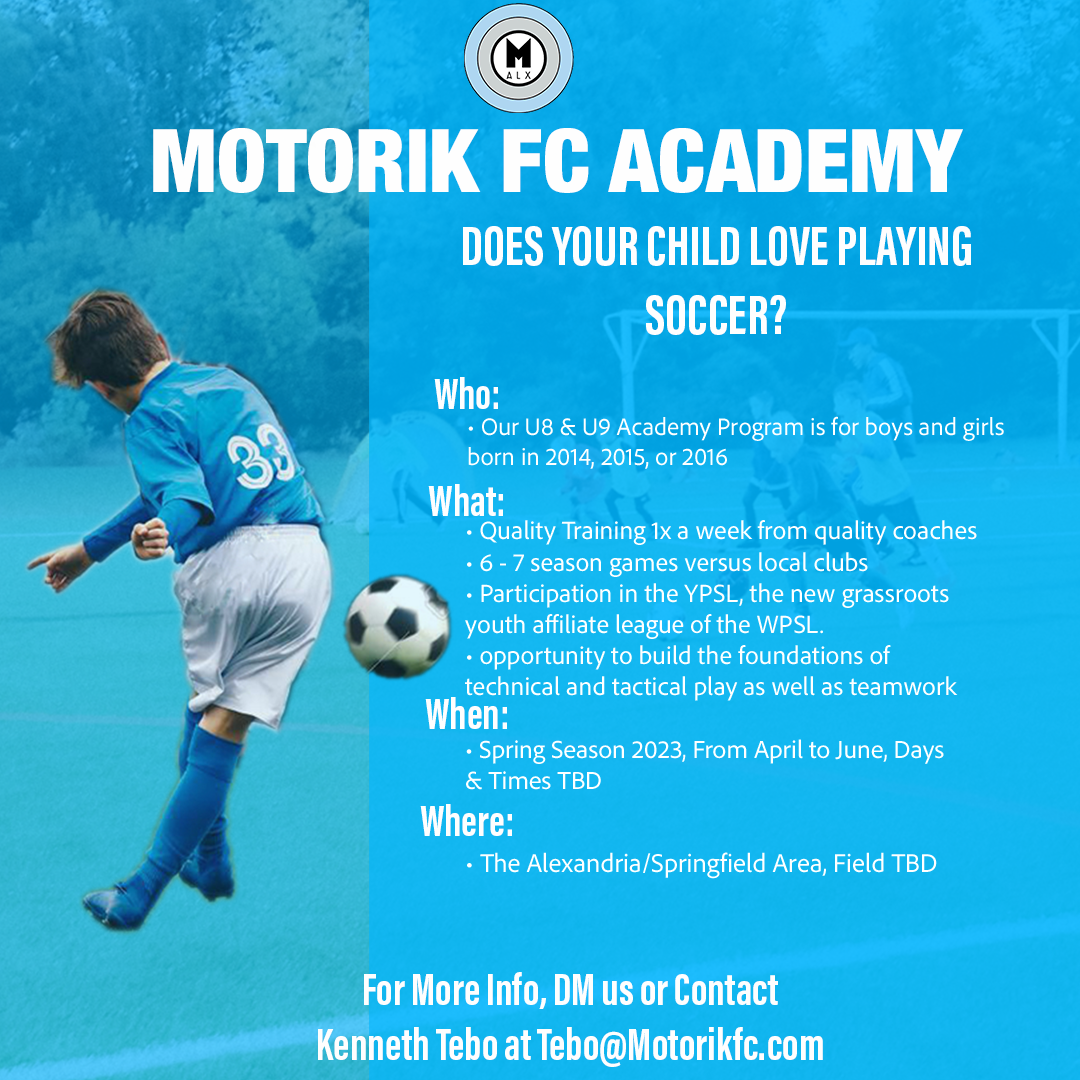 M
ALX
MOTORIK FC ACADEMY
DOES YOUR CHILD LOVE PLAYING
SOCCER?
Who:
• Our U8 & U9 Academy Program is for boys and girls
born in 2014, 2015, or 2016
What:
• Quality Training 1x a week from quality coaches
• 6 - 7 season games versus local clubs
• Participation in the YPSL, the new grassroots
youth affiliate league of the WPSL.
• opportunity to build the foundations of
technical and tactical play as well as teamwork
When:
• Spring Season 2023, From April to June, Days
& Times TBD
Where:
• The Alexandria/Springfield Area, Field TBD
33
For More Info, DM us or Contact
Kenneth Tebo at Tebo@Motorikfc.com